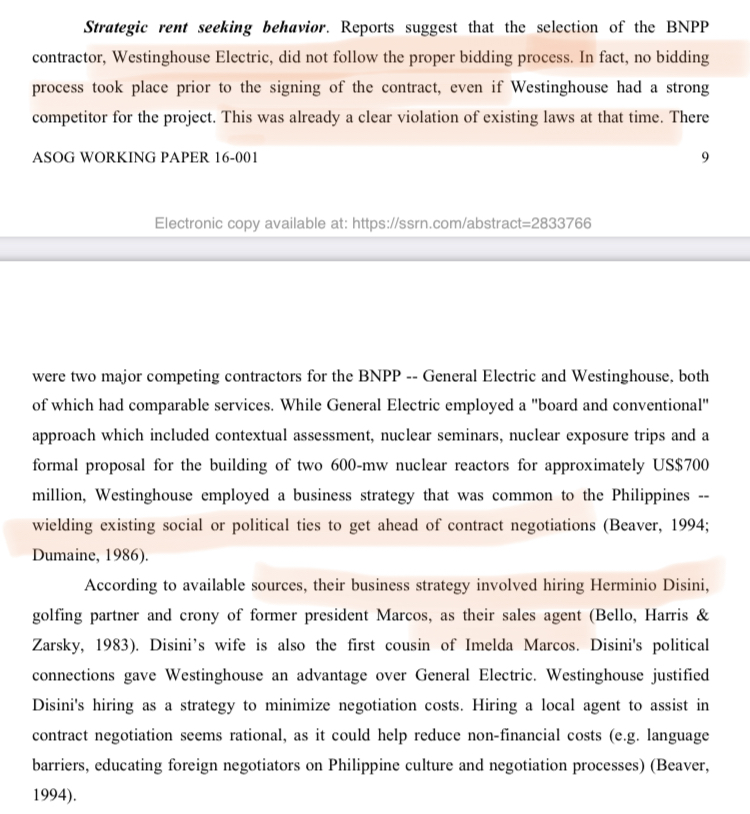 Strategic rent seeking behavior. Reports suggest that the selection of the BNPP
contractor, Westinghouse Electric, did not follow the proper bidding process. In fact, no bidding
process took place prior to the signing of the contract, even if Westinghouse had a strong
competitor for the project. This was already a clear violation of existing laws at that time. There
ASOG WORKING PAPER 16-001 9
Electronic copy available at: https://ssrn.com/abstract=2833766
were two major competing contractors for the BNPP -- General Electric and Westinghouse, both
of which had comparable services. While General Electric employed a "board and conventional"
approach which included contextual assessment, nuclear seminars, nuclear exposure trips and a
formal proposal for the building of two 600-mw nuclear reactors for approximately US$700
million, Westinghouse employed a business strategy that was common to the Philippines --
wielding existing social or political ties to get ahead of contract negotiations (Beaver, 1994;
Dumaine, 1986).
According to available sources, their business strategy involved hiring Herminio Disini,
golfing partner and crony of former president Marcos, as their sales agent (Bello, Harris &
Zarsky, 1983). Disini's wife is also the first cousin of Imelda Marcos. Disini's political
connections gave Westinghouse an advantage over General Electric. Westinghouse justified
Disini's hiring as a strategy to minimize negotiation costs. Hiring a local agent to assist in
contract negotiation seems rational, as it could help reduce non-financial costs (e.g. language
barriers, educating foreign negotiators on Philippine culture and negotiation processes) (Beaver,
1994).